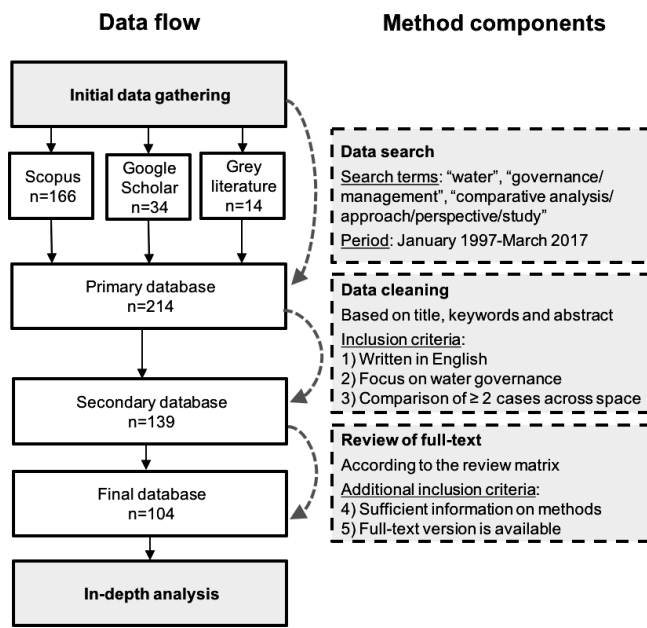 Data flow
Method components
Initial data gathering
Scopus
n=166
Google
Scholar
n=34
Grey
literature
n=14
Primary database
n=214
Secondary database
n=139
Final database
n=104
In-depth analysis
Data search
Search terms: “water”, “governance/
management”, “comparative analysis/
approach/perspective/study”
Period: January 1997-March 2017
Data cleaning
Based on title, keywords and abstract
Inclusion criteria:
1) Written in English
2) Focus on water governance
3) Comparison of ≥ 2 cases across space
Review of full-text
According to the review matrix
Additional inclusion criteria:
4) Sufficient information on methods
5) Full-text version is available